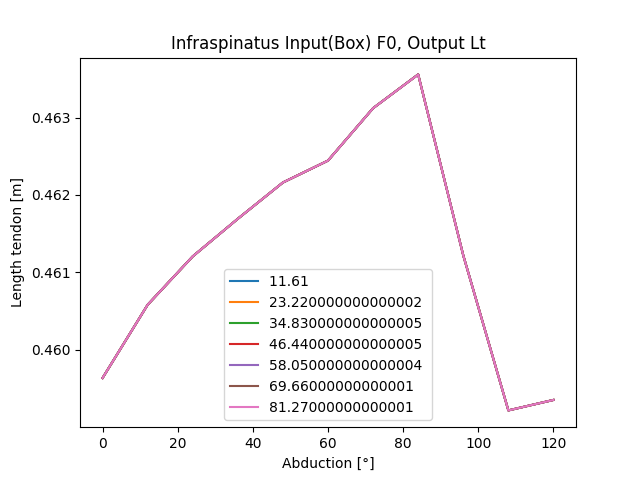 Infraspinatus Input(Box) F0, Output Lt
Length tendon [m]
0.463
0.462
0.461
0.460
11.61
23.220000000000002
34.830000000000005
46.440000000000005
58.050000000000004
69.66000000000001
81.27000000000001
0 20 40 60 80 100 120
Abduction [°]